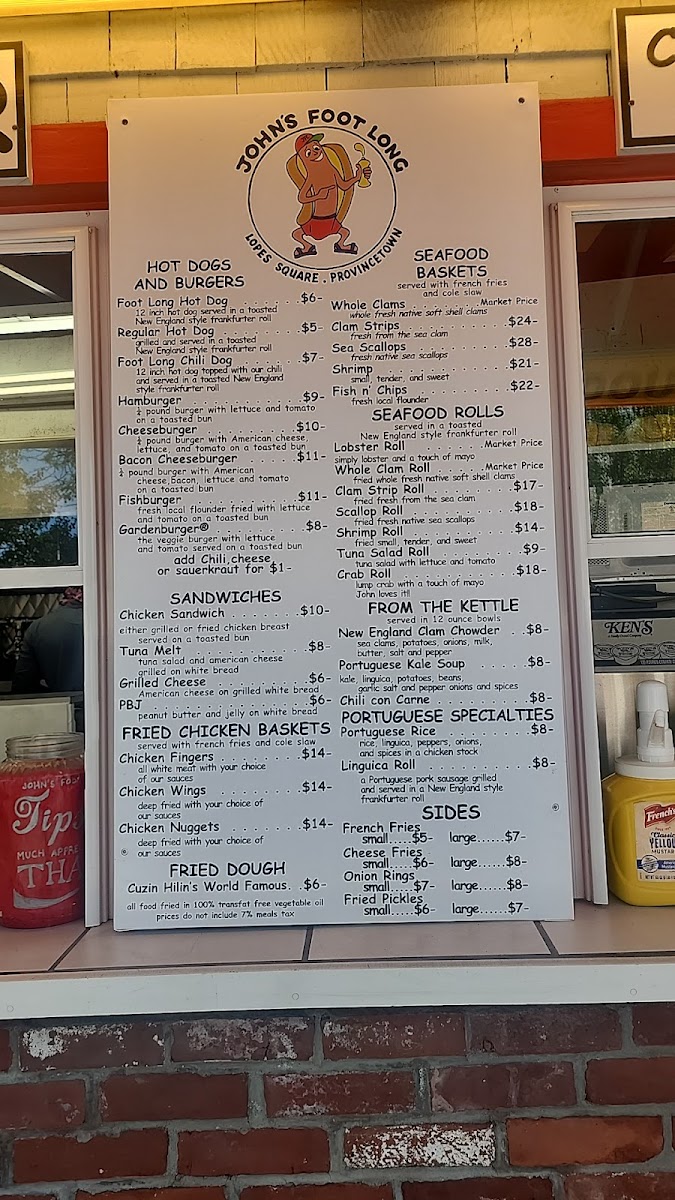 JOHN'S FOOT LONG
LOPES SQUARE . PROVINCETOWN
HOT DOGS
AND BURGERS
Foot Long Hot Dog . . . . . . .$6-
12 inch hot dog served in a toasted
New England style frankfurter roll
Regular Hot Dog . . . . . . . .$5-
grilled and served in a toasted
New England style frankfurter roll
Foot Long Chili Dog . . . . . .$7-
12 inch hot dog topped with our chili
and served in a toasted New England
style frankfurter roll
Hamburger . . . . . . . . . . .$9-
¼ pound burger with lettuce and tomato
on a toasted bun
Cheeseburger . . . . . . . . .$10-
¼ pound burger with American cheese,
lettuce, and tomato on a toasted bun
Bacon Cheeseburger . . . . . .$11-
¼ pound burger with American
cheese,bacon, lettuce and tomato
on a toasted bun
Fishburger . . . . . . . . . .$11-
fresh local flounder fried with lettuce
and tomato on a toasted bun
Gardenburger® . . . . . . . . .$8-
the veggie burger with lettuce
and tomato served on a toasted bun
add Chili,cheese
or sauerkraut for $1-
SANDWICHES
Chicken Sandwich . . . . . . .$10-
either grilled or fried chicken breast
served on a toasted bun
Tuna Melt . . . . . . . . . . .$8-
tuna salad and american cheese
grilled on white bread
Grilled Cheese . . . . . . . . .$6-
American cheese on grilled white bread
PBJ . . . . . . . . . . . . . .$6-
peanut butter and jelly on white bread
FRIED CHICKEN BASKETS
served with french fries and cole slaw
Chicken Fingers . . . . . . . .$14-
all white meat with your choice
of our sauces
Chicken Wings . . . . . . . . .$14-
deep fried with your choice of
our sauces
Chicken Nuggets . . . . . . . .$14-
deep fried with your choice of
our sauces
FRIED DOUGH
Cuzin Hilin's World Famous. .$6-
all food fried in 100% transfat free vegetable oil
prices do not include 7% meals tax
SEAFOOD
BASKETS
served with french fries
and cole slaw
Whole Clams . . . . . . . .Market Price
whole fresh native soft shell clams
Clam Strips . . . . . . . . . .$24-
fresh from the sea clam
Sea Scallops . . . . . . . . . .$28-
fresh native sea scallops
Shrimp . . . . . . . . . . . .$21-
small, tender, and sweet
Fish n' Chips . . . . . . . . .$22-
fresh local flounder
SEAFOOD ROLLS
served in a toasted
New England style frankfurter roll
Lobster Roll . . . . . . . .Market Price
simply lobster and a touch of mayo
Whole Clam Roll . . . . . .Market Price
fried whole fresh native soft shell clams
Clam Strip Roll . . . . . . . .$17-
fried fresh from the sea clam
Scallop Roll . . . . . . . . . .$18-
fried fresh native sea scallops
Shrimp Roll . . . . . . . . . .$14-
fried small, tender, and sweet
Tuna Salad Roll . . . . . . . .$9-
tuna salad with lettuce and tomato
Crab Roll . . . . . . . . . . .$18-
lump crab with a touch of mayo
John loves it!!
FROM THE KETTLE
served in 12 ounce bowls
New England Clam Chowder . .$8-
sea clams, potatoes, onions, milk,
butter, salt and pepper
Portuguese Kale Soup . . . . .$8-
kale, linguica, potatoes, beans,
garlic salt and pepper onions and spices
Chili con Carne . . . . . . . .$8-
PORTUGUESE SPECIALTIES
Portuguese Rice . . . . . . . .$8-
rice, linguica, peppers, onions,
and spices in a chicken stock
Linguica Roll . . . . . . . . .$8-
a Portuguese pork sausage grilled
and served in a New England style
frankfurter roll
SIDES
French Fries
small.....$5- large......$7-
Cheese Fries
small.....$6- large......$8-
Onion Rings
small.....$7- large......$8-
Fried Pickles
small.....$6- large......$7-
JOHN'S FOO
Tips
MUCH APPRE
THA
KEN'S
French's
Classic
YELLOW
MUSTARD